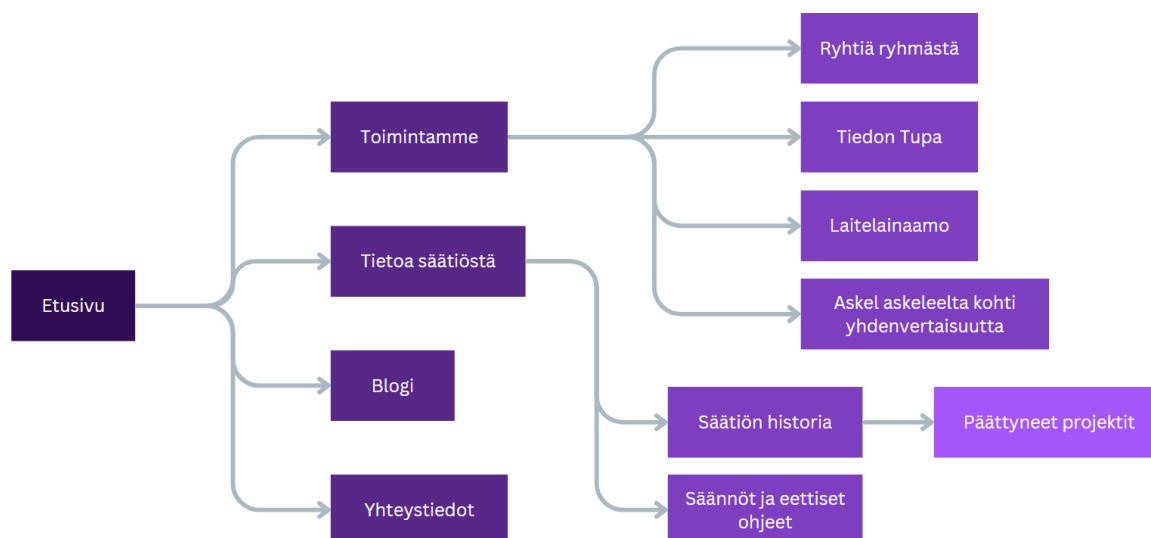 Etusivu
Toimintamme
Ryhtiä ryhmästä
Tiedon Tupa
Laitelainaamo
Askel askeleelta kohti
yhdenvertaisuutta
Tietoa säätiöstä
Säätiön historia
Päättyneet projektit
Säännöt ja eettiset
ohjeet
Blogi
Yhteystiedot